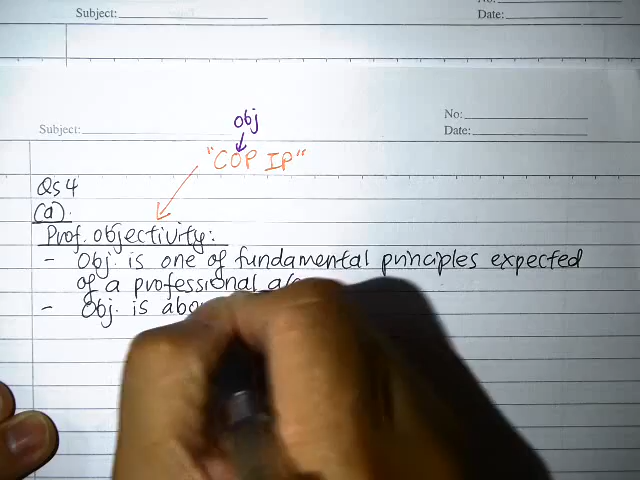 Subject:
Date:
obj
Subject:
No:
Date:
"COP IP"
Qs 4
(a).
Prof. objectivity:
- Obj. is one of fundamental principles expected
of a professional
- Obj. is